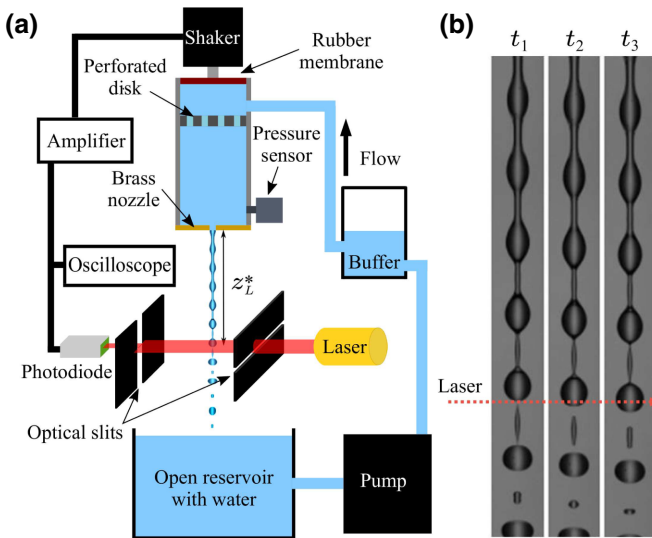 (a)
Shaker
Rubber
membrane
Perforated
disk
Amplifier
Pressure
sensor
Flow
Brass
nozzle
Oscilloscope
z*L
Buffer
Photodiode
Laser
Optical slits
Open reservoir
with water
Pump
(b)
t1 t2 t3
Laser